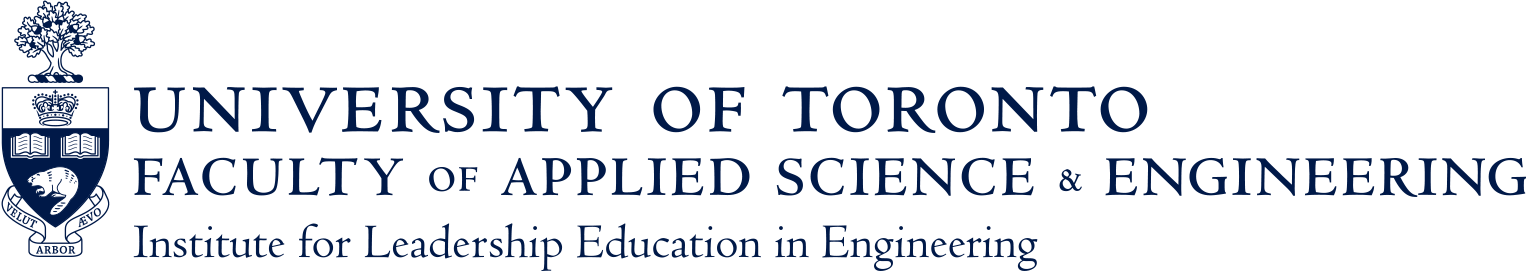 UNIVERSITY OF TORONTO
FACULTY OF APPLIED SCIENCE & ENGINEERING
Institute for Leadership Education in Engineering
VELUT ARBOR ÆVO